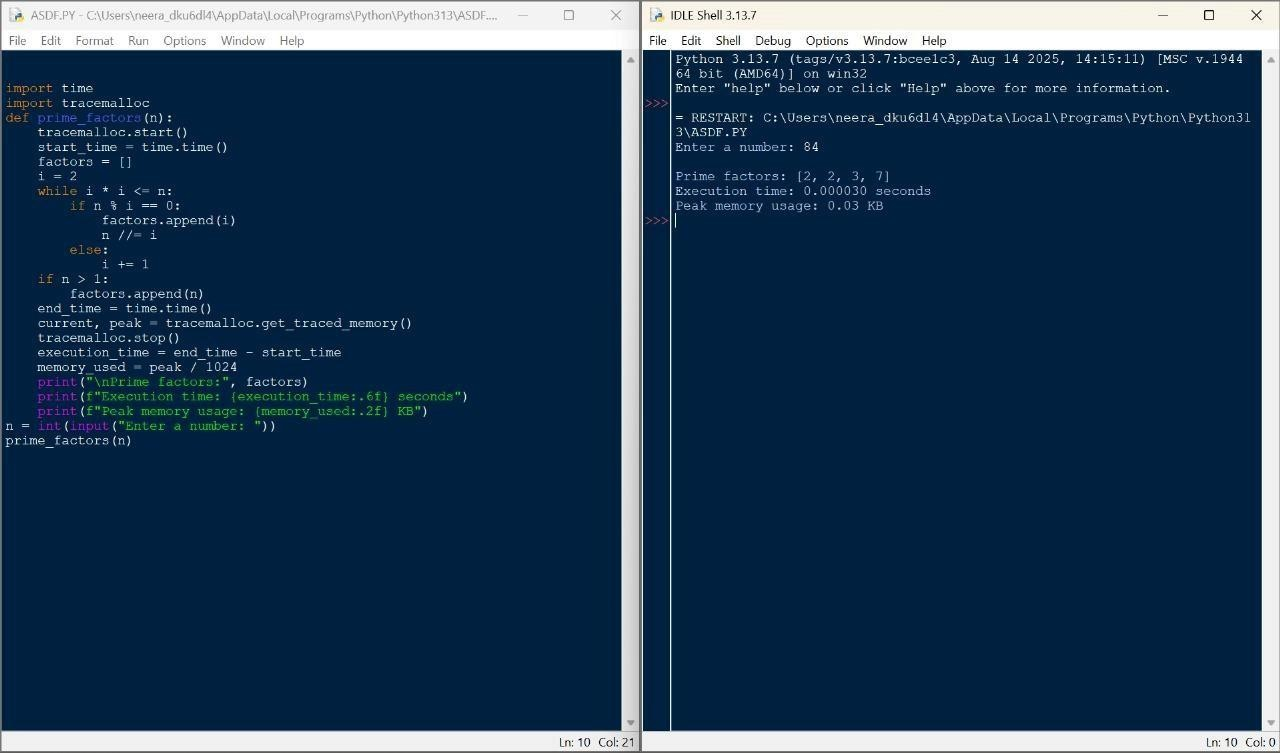 ASDF.PY - C:\Users\neera_dku6dl4\AppData\Local\Programs\Python\Python313\ASDF....
File Edit Format Run Options Window Help
import time
import tracemalloc
def prime_factors(n):
    tracemalloc.start()
    start_time = time.time()
    factors = []
    i = 2
    while i * i <= n:
        if n % i == 0:
            factors.append(i)
            n //= i
        else:
            i += 1
    if n > 1:
        factors.append(n)
    end_time = time.time()
    current, peak = tracemalloc.get_traced_memory()
    tracemalloc.stop()
    execution_time = end_time - start_time
    memory_used = peak / 1024
    print("\nPrime factors:", factors)
    print(f"Execution time: {execution_time:.6f} seconds")
    print(f"Peak memory usage: {memory_used:.2f} KB")
n = int(input("Enter a number: "))
prime_factors(n)
Ln: 10 Col: 21
IDLE Shell 3.13.7
File Edit Shell Debug Options Window Help
Python 3.13.7 (tags/v3.13.7:bcee1c3, Aug 14 2025, 14:15:11) [MSC v.1944
64 bit (AMD64)] on win32
Enter "help" below or click "Help" above for more information.
>>>
= RESTART: C:\Users\neera_dku6dl4\AppData\Local\Programs\Python\Python31
3\ASDF.PY
Enter a number: 84
Prime factors: [2, 2, 3, 7]
Execution time: 0.000030 seconds
Peak memory usage: 0.03 KB
>>>
Ln: 10 Col: 0